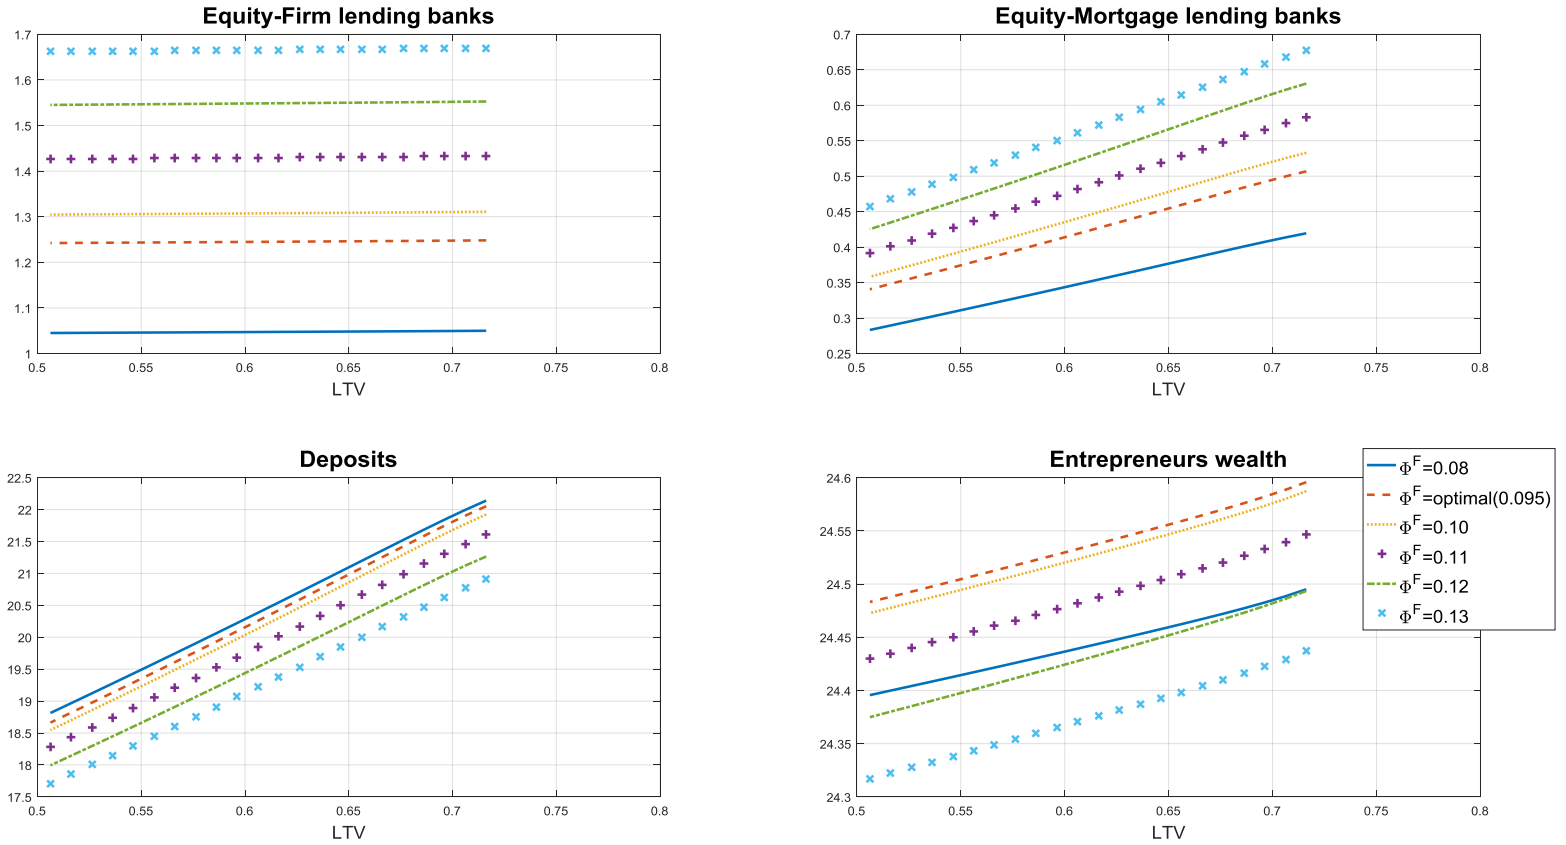 Equity-Firm lending banks
1.7
1.6
1.5
1.4
1.3
1.2
1.1
1
0.5 0.55 0.6 0.65 0.7 0.75 0.8
LTV
Equity-Mortgage lending banks
0.7
0.65
0.6
0.55
0.5
0.45
0.4
0.35
0.3
0.25
0.5 0.55 0.6 0.65 0.7 0.75 0.8
LTV
Deposits
22.5
22
21.5
21
20.5
20
19.5
19
18.5
18
17.5
0.5 0.55 0.6 0.65 0.7 0.75 0.8
LTV
Entrepreneurs wealth
24.6
24.55
24.5
24.45
24.4
24.35
24.3
0.5 0.55 0.6 0.65 0.7 0.75 0.8
LTV
Φ^F=0.08
Φ^F=optimal(0.095)
Φ^F=0.10
Φ^F=0.11
Φ^F=0.12
Φ^F=0.13